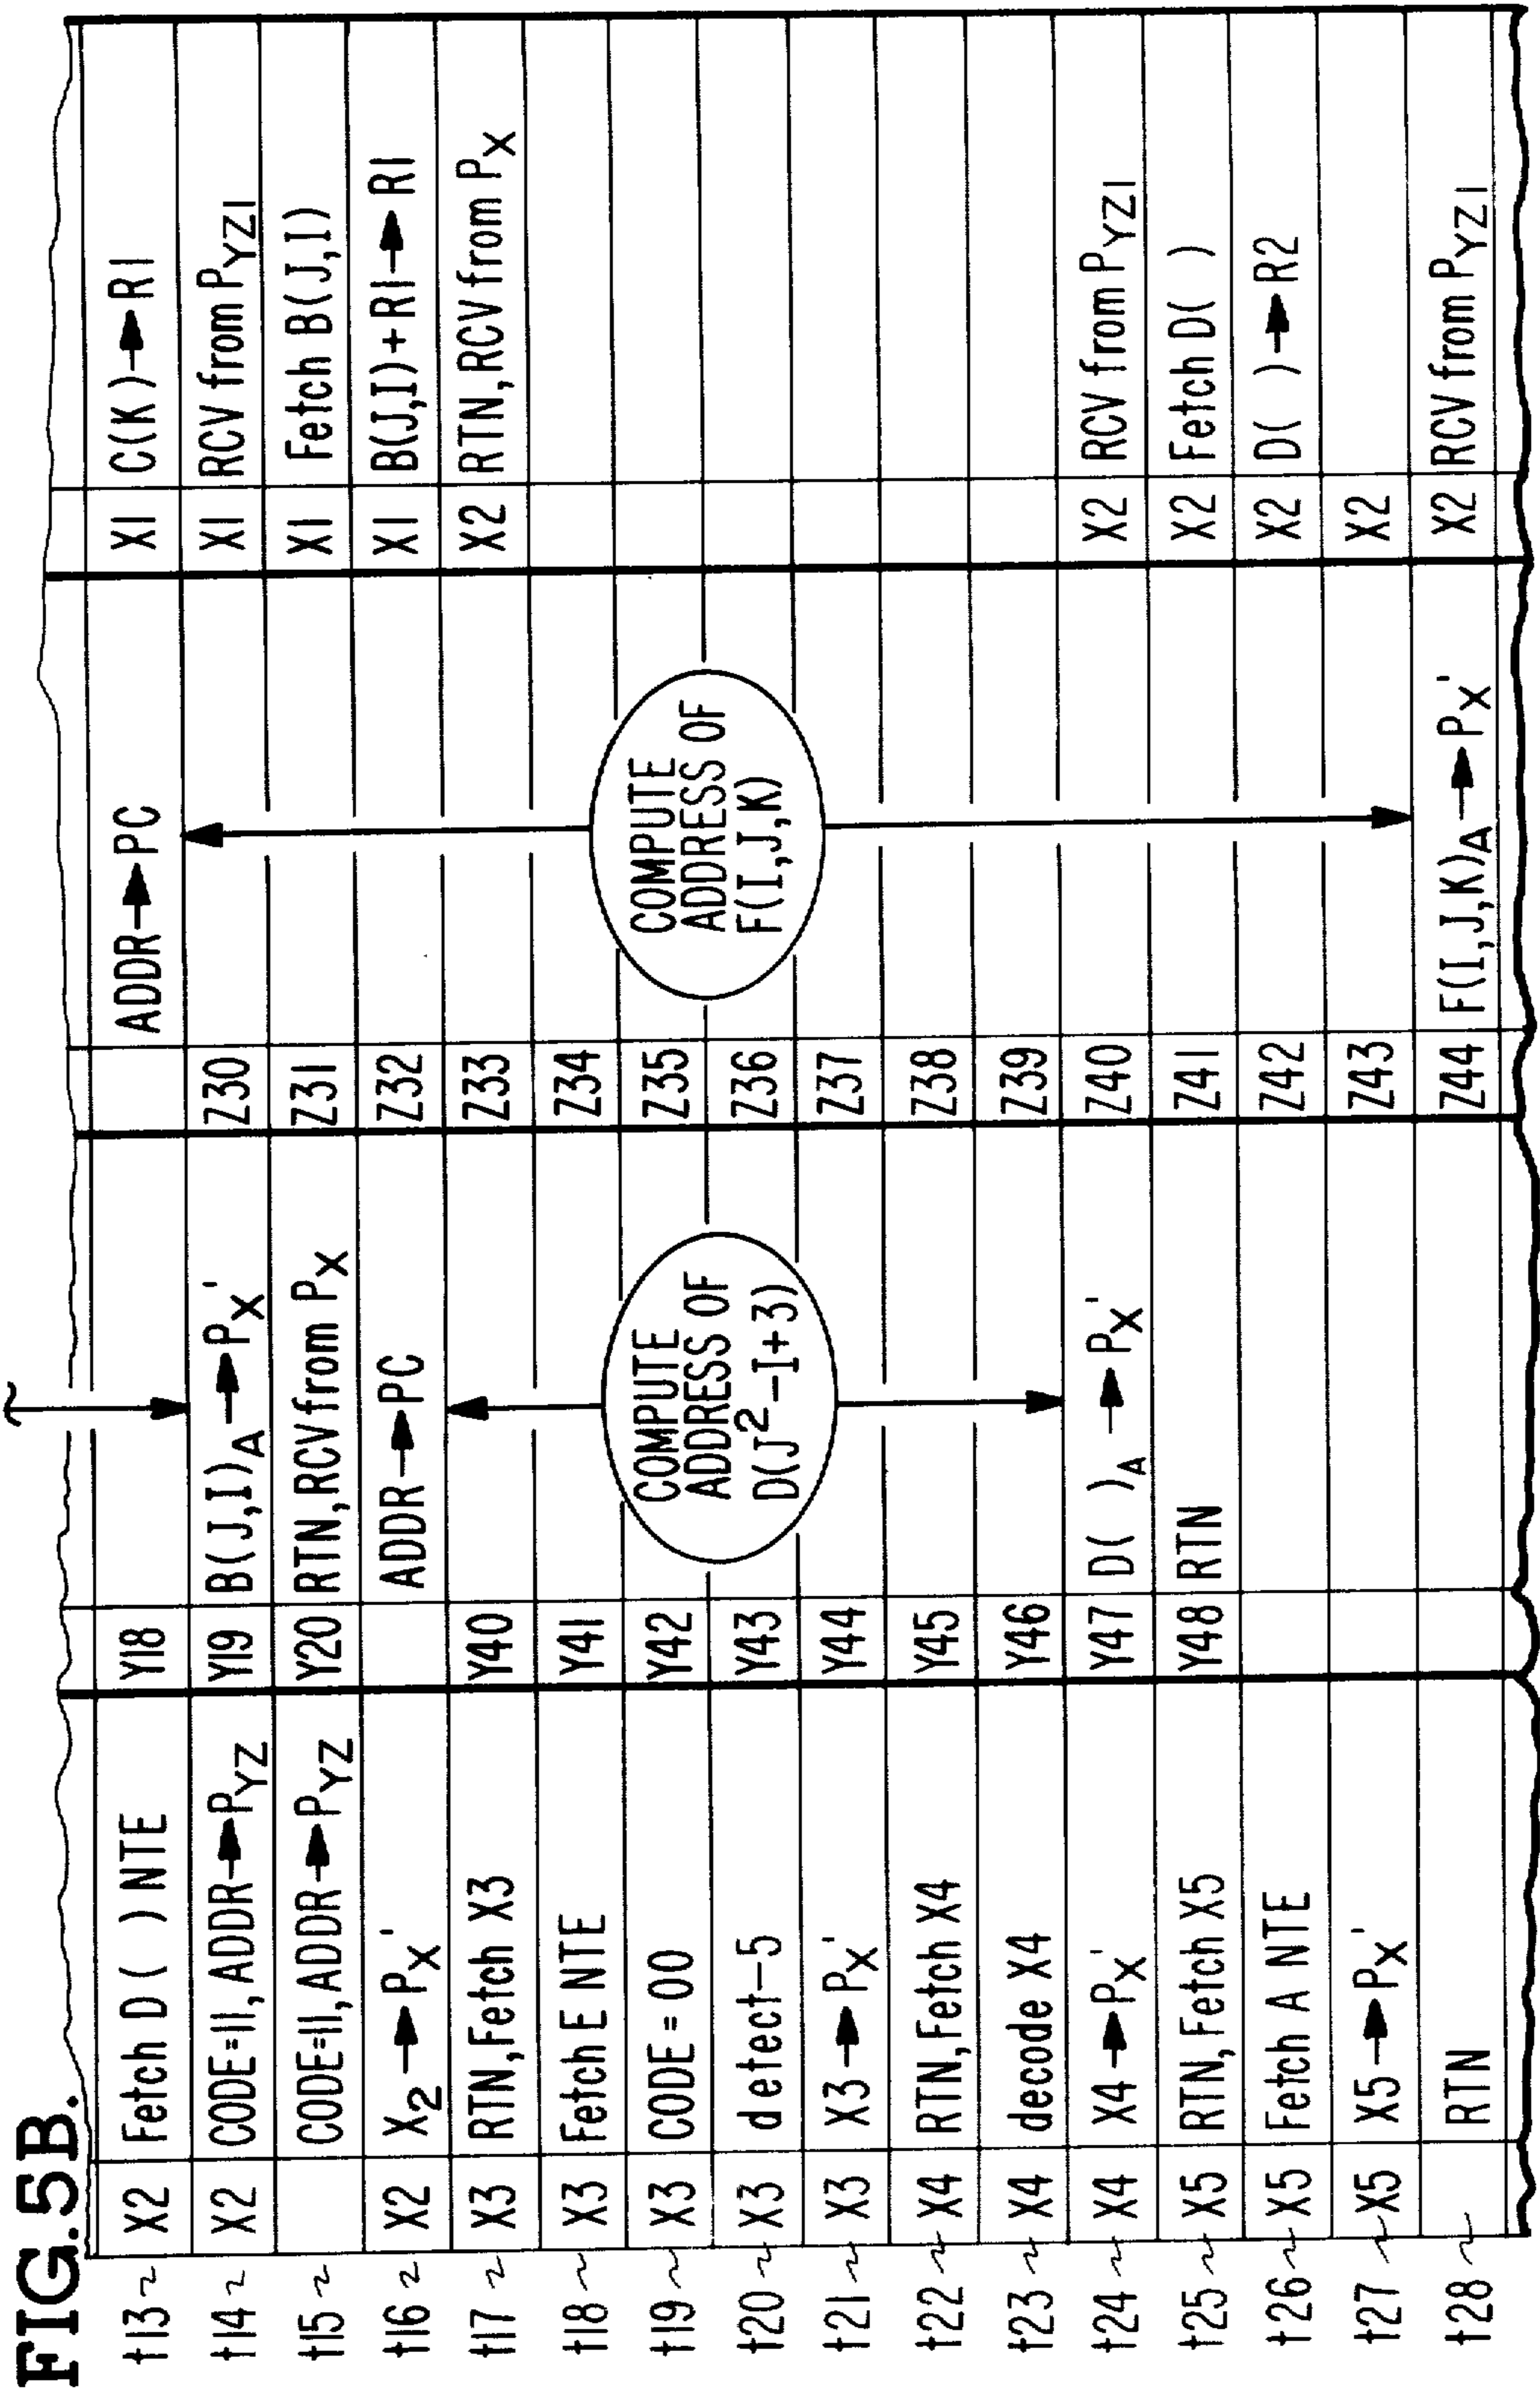 FIG.5B.
t13 X2 Fetch D ( ) NTE Y18 ADDR→PC X1 C(K)→R1
t14 X2 CODE=11,ADDR→PYZ Y19 B(J,I)A→PX' Z30 X1 RCV from PYZ1
t15 CODE=11,ADDR→PYZ Y20 RTN,RCV from PX Z31 X1 Fetch B(J,I)
t16 X2 X2→PX' ADDR→PC Z32 X1 B(J,I)+R1→R1
t17 X3 RTN,Fetch X3 Y40 Z33 X2 RTN,RCV from PX
t18 X3 Fetch E NTE Y41 Z34
t19 X3 CODE=00 Y42 Z35
t20 X3 detect-5 Y43 Z36
t21 X3 X3→PX' Y44 Z37
t22 X4 RTN,Fetch X4 Y45 Z38
t23 X4 decode X4 Y46 Z39
t24 X4 X4→PX' Y47 D( )A→PX' Z40 X2 RCV from PYZ1
t25 X5 RTN,Fetch X5 Y48 RTN Z41 X2 Fetch D( )
t26 X5 Fetch A NTE Z42 X2 D( )→R2
t27 X5 X5→PX' Z43 X2
t28 RTN Z44 F(I,J,K)A→PX' X2 RCV from PYZ1
COMPUTE
ADDRESS OF
D(J²-I+3)
COMPUTE
ADDRESS OF
F(I,J,K)